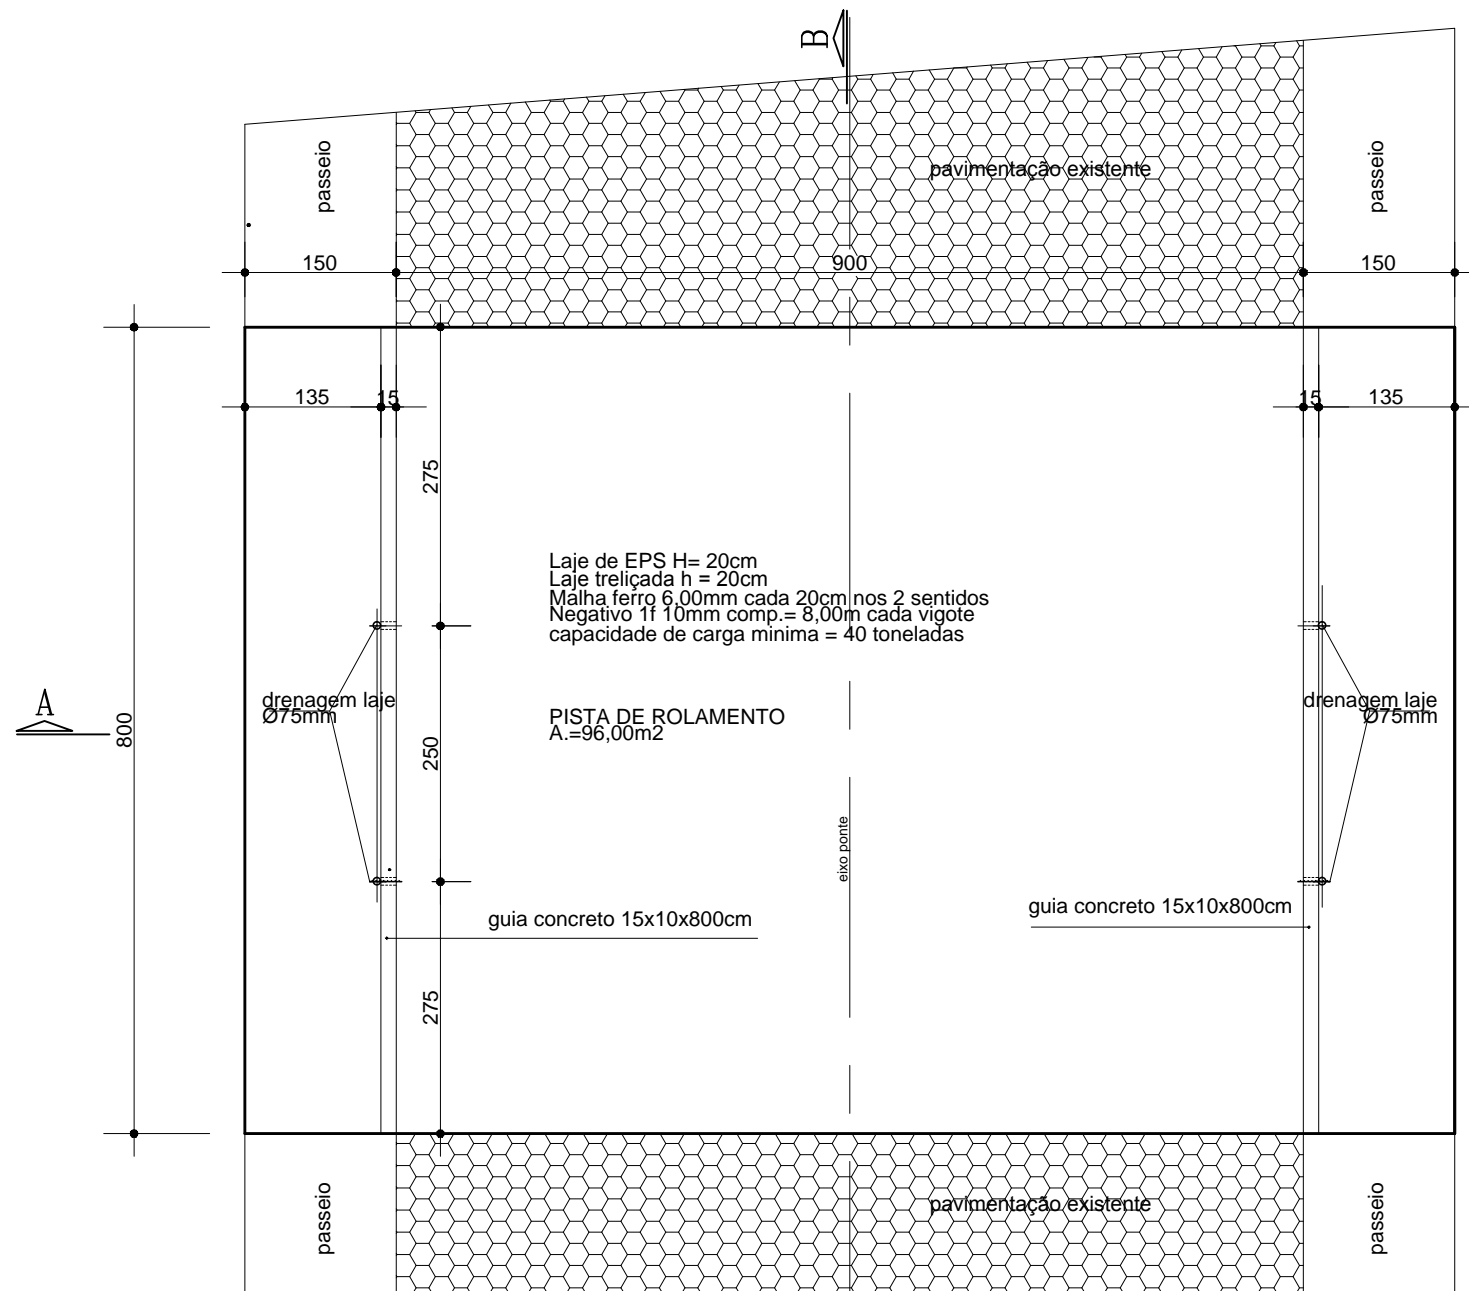 B
passeio
pavimentação existente
passeio
150
900
150
135
15
15
135
275
Laje de EPS H= 20cm
Laje treliçada h = 20cm
Malha ferro 6,00mm cada 20cm nos 2 sentidos
Negativo 1f 10mm comp.= 8,00m cada vigote
capacidade de carga minima = 40 toneladas
A
800
drenagem laje
Ø75mm
250
PISTA DE ROLAMENTO
A.=96,00m2
drenagem laje
Ø75mm
eixo ponte
guia concreto 15x10x800cm
guia concreto 15x10x800cm
275
passeio
pavimentação existente
passeio